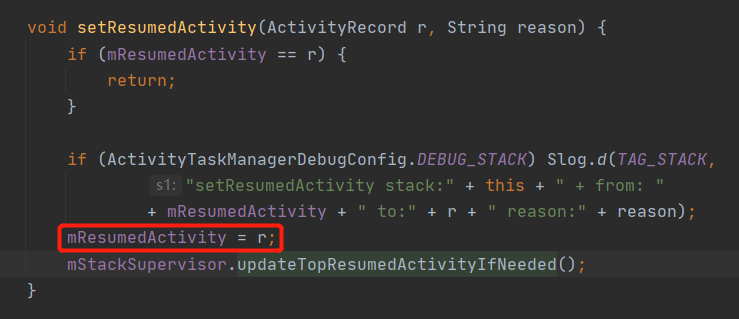 void setResumedActivity(ActivityRecord r, String reason) {
if (mResumedActivity == r) {
return;
}
if (ActivityTaskManagerDebugConfig.DEBUG_STACK) Slog.d(TAG_STACK,
s1: "setResumedActivity stack:" + this + " + from: "
+ mResumedActivity + " to:" + r + " reason:" + reason);
mResumedActivity = r;
mStackSupervisor.updateTopResumedActivityIfNeeded();
}